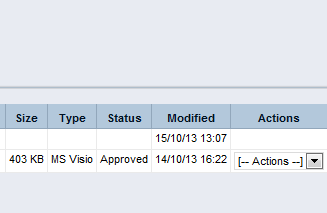 Size Type Status Modified Actions
15/10/13 13:07
403 KB MS Visio Approved 14/10/13 16:22 [-- Actions --]